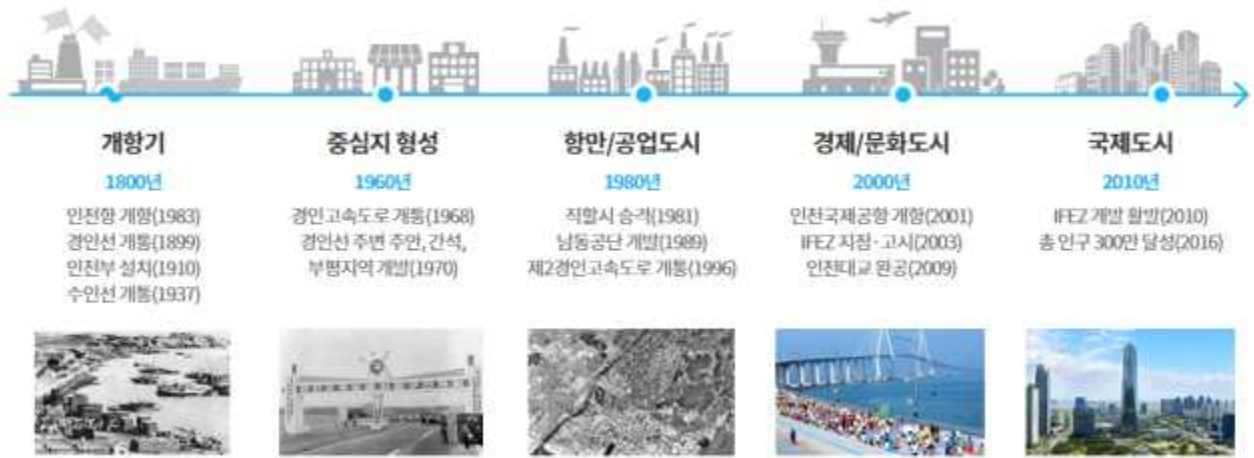 개항기
1800년
인천항 개항(1983)
경인선 개통(1899)
인천부 설치(1910)
수인선 개통(1937)
중심지 형성
1960년
경인고속도로 개통(1968)
경인선 주변 주안, 간석,
부평지역 개발(1970)
항만/공업도시
1980년
직할시 승격(1981)
남동공단 개발(1989)
제2경인고속도로 개통(1996)
경제/문화도시
2000년
인천국제공항 개항(2001)
IFEZ 지정·고시(2003)
인천대교 완공(2009)
국제도시
2010년
IFEZ 개발 활발(2010)
총 인구 300만 달성(2016)